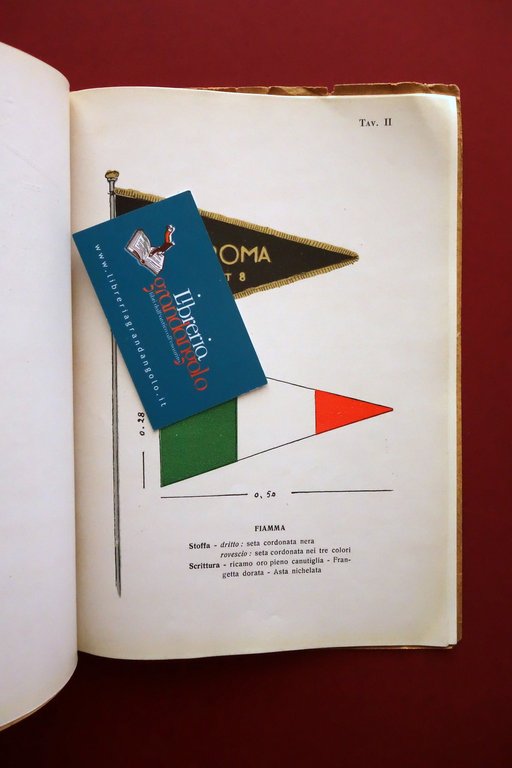 Tav. II
ROMA
T 8
www.libreriagrandangolo.it
Libreria
grandangolo
0.28
0,50
FIAMMA
Stoffa - dritto: seta cordonata nera
rovescio: seta cordonata nei tre colori
Scrittura - ricamo oro pieno canutiglia - Fran-
getta dorata - Asta nichelata